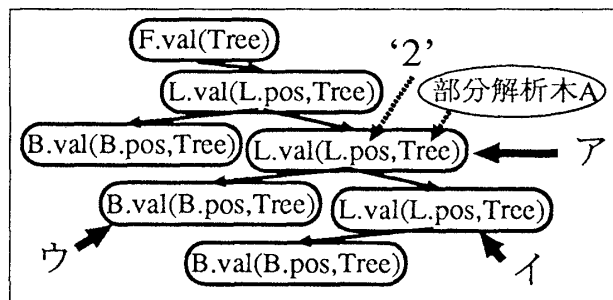 F.val(Tree)
‘2’
L.val(L.pos,Tree)
部分解析木A
B.val(B.pos,Tree)
L.val(L.pos,Tree)
ア
B.val(B.pos,Tree)
L.val(L.pos,Tree)
ウ
B.val(B.pos,Tree)
イ